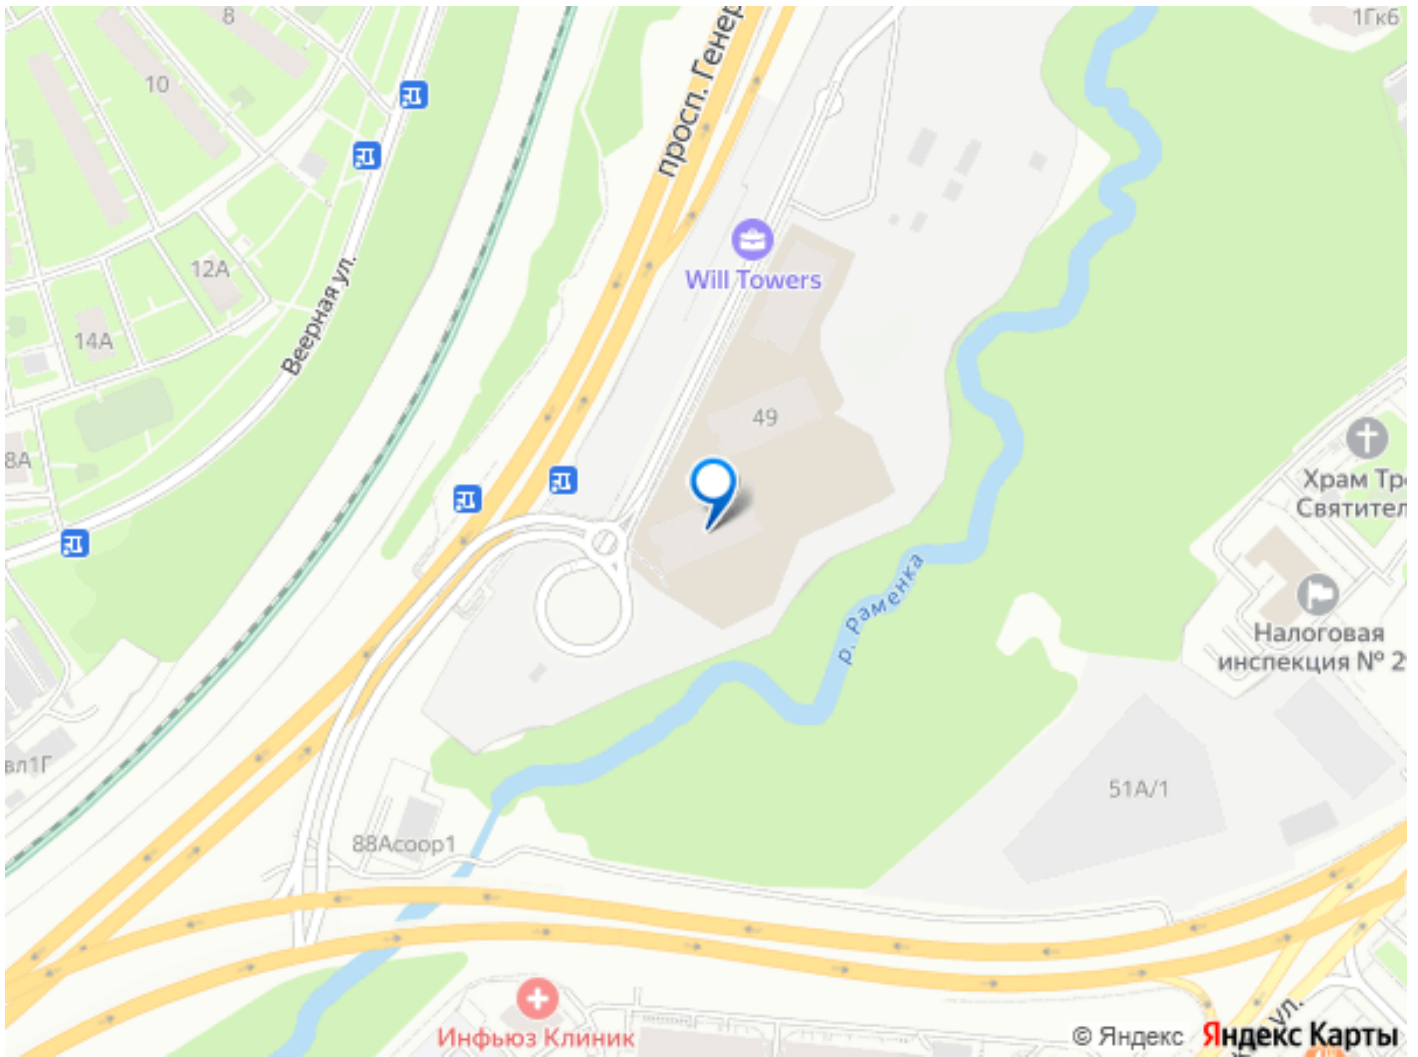 8
1Гк6
10
просп. Генер
12А
Will Towers
Веерная ул.
14А
49
8А
Храм Тр
Святител
р. Раменка
Налоговая
инспекция № 2
вл1Г
51А/1
88Асоор1
ул.
Инфьюз Клиник
© Яндекс Яндекс Карты